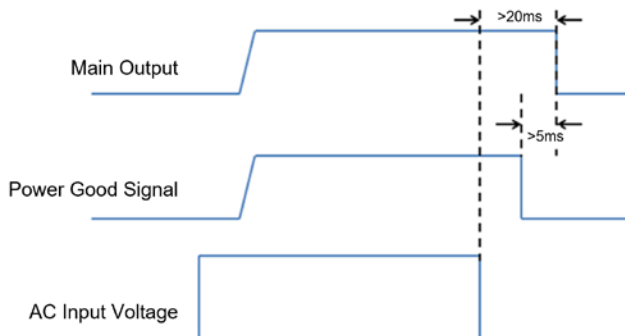 >20ms
Main Output
>5ms
Power Good Signal
AC Input Voltage